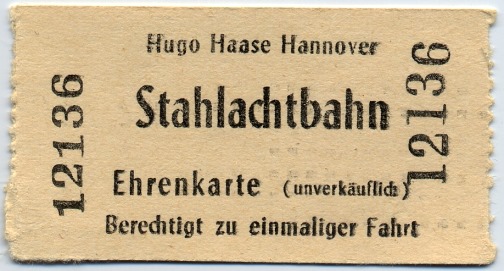 Hugo Haase Hannover
Stahlachtbahn
Ehrenkarte (unverkäuflich)
Berechtigt zu einmaliger Fahrt
12136
12136